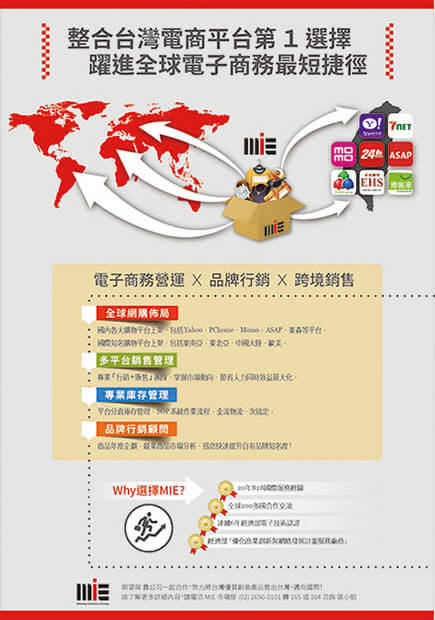 整合台灣電商平台第 1 選擇
躍進全球電子商務最短捷徑
MiE
Y!
Yahoo!
7NET
momo
24h
ASAP
EHS
博客來
MiE
電子商務營運 X 品牌行銷 X 跨境銷售
全球網購佈局
國內各大購物平台上架，包括Yahoo、PChome、Momo、ASAP、東森等平台。
國際知名購物平台上架，包括東南亞、東北亞、中國大陸、歐美。
多平台銷售管理
專業「行銷+販售」團隊，掌握市場動向，節省人力同時效益最大化。
專業庫存管理
平台分倉庫存管理，SOP系統作業流程，金流物流一次搞定。
品牌行銷顧問
商品年度企劃、競業商品市場分析，爲您快速提升自有品牌知名度！
Why選擇MIE?
20年B2B國際服務經驗
全球200多國合作交流
連續6年經濟部電子技術認證
經濟部「優化商業創新與網絡發展計畫服務廠商」
MiE
期望與 貴公司一起合作，努力將台灣優質創意產品推出台灣，邁向國際！
欲了解更多詳細內容，請電洽 MIE 市場部 (02) 2656-0101 轉 165 或 164 洽詢 張小姐